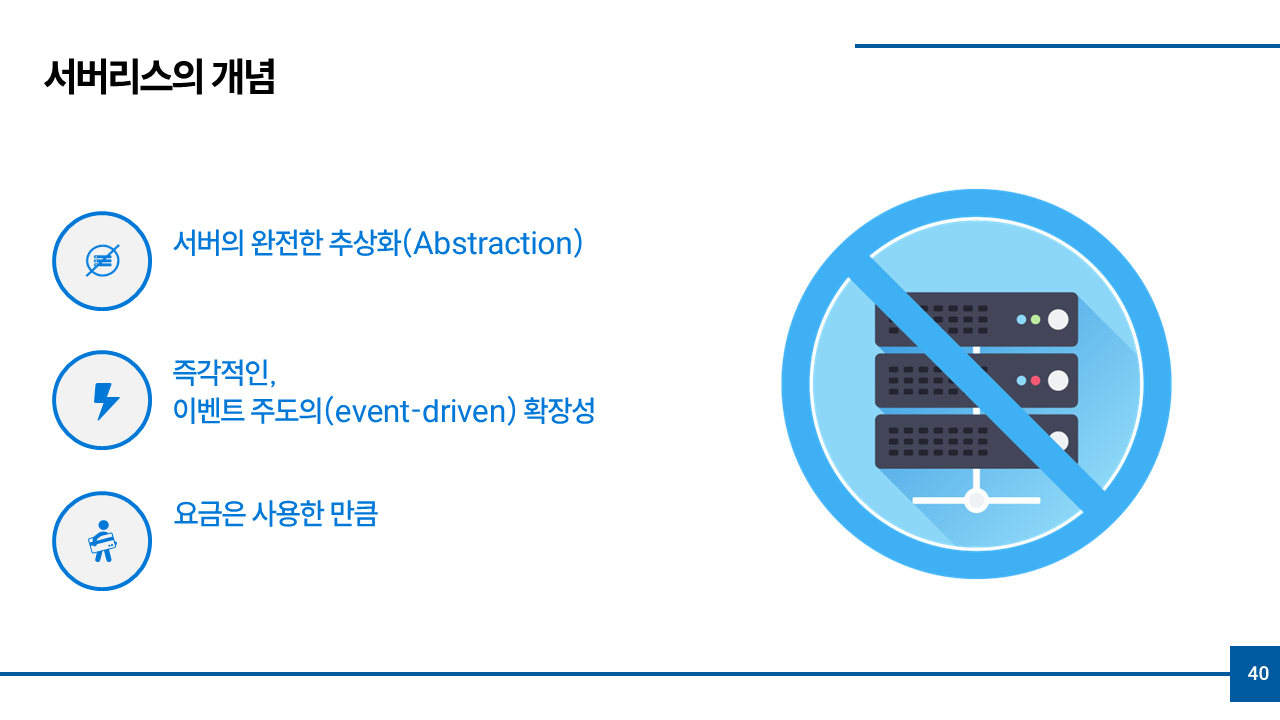 서버리스의 개념
서버의 완전한 추상화(Abstraction)
즉각적인,
이벤트 주도의(event-driven) 확장성
요금은 사용한 만큼
40